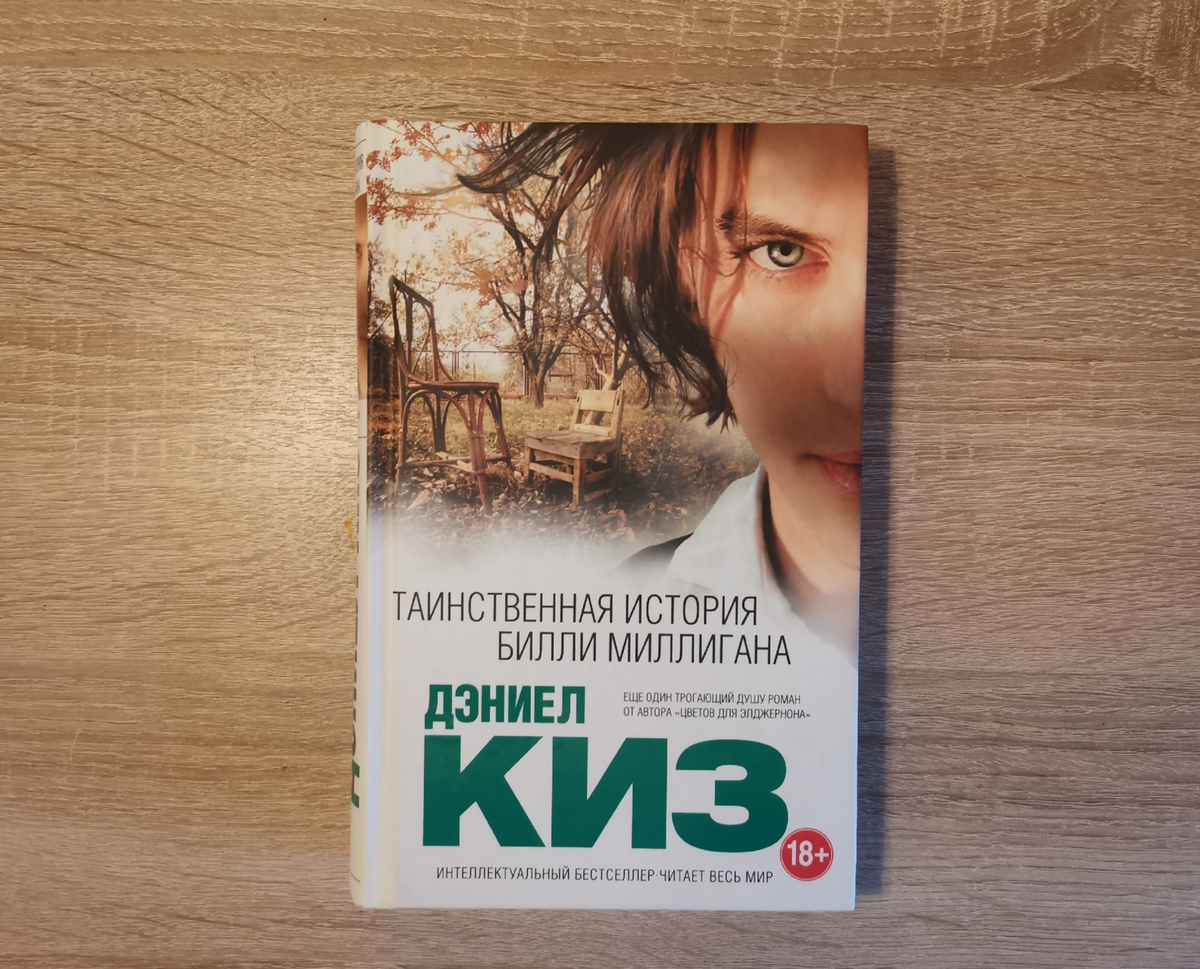 ТАИНСТВЕННАЯ ИСТОРИЯ
БИЛЛИ МИЛЛИГАНА
ДЭНИЕЛ
ЕЩЕ ОДИН ТРОГАЮЩИЙ ДУШУ РОМАН
ОТ АВТОРА «ЦВЕТОВ ДЛЯ ЭЛДЖЕРНОНА»
КИЗ
18+
ИНТЕЛЛЕКТУАЛЬНЫЙ БЕСТСЕЛЛЕР·ЧИТАЕТ ВЕСЬ МИР